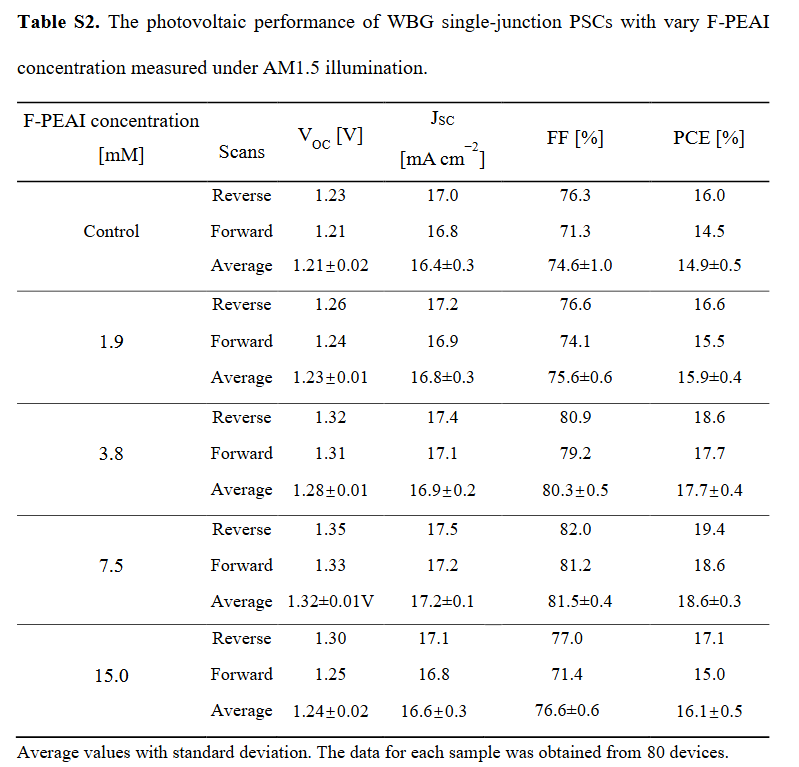 Table S2. The photovoltaic performance of WBG single-junction PSCs with vary F-PEAI
concentration measured under AM1.5 illumination.
F-PEAI concentration [mM] Scans VOC [V] JSC [mA cm−2] FF [%] PCE [%]
Control
Reverse 1.23 17.0 76.3 16.0
Forward 1.21 16.8 71.3 14.5
Average 1.21±0.02 16.4±0.3 74.6±1.0 14.9±0.5
1.9
Reverse 1.26 17.2 76.6 16.6
Forward 1.24 16.9 74.1 15.5
Average 1.23±0.01 16.8±0.3 75.6±0.6 15.9±0.4
3.8
Reverse 1.32 17.4 80.9 18.6
Forward 1.31 17.1 79.2 17.7
Average 1.28±0.01 16.9±0.2 80.3±0.5 17.7±0.4
7.5
Reverse 1.35 17.5 82.0 19.4
Forward 1.33 17.2 81.2 18.6
Average 1.32±0.01V 17.2±0.1 81.5±0.4 18.6±0.3
15.0
Reverse 1.30 17.1 77.0 17.1
Forward 1.25 16.8 71.4 15.0
Average 1.24±0.02 16.6±0.3 76.6±0.6 16.1±0.5
Average values with standard deviation. The data for each sample was obtained from 80 devices.